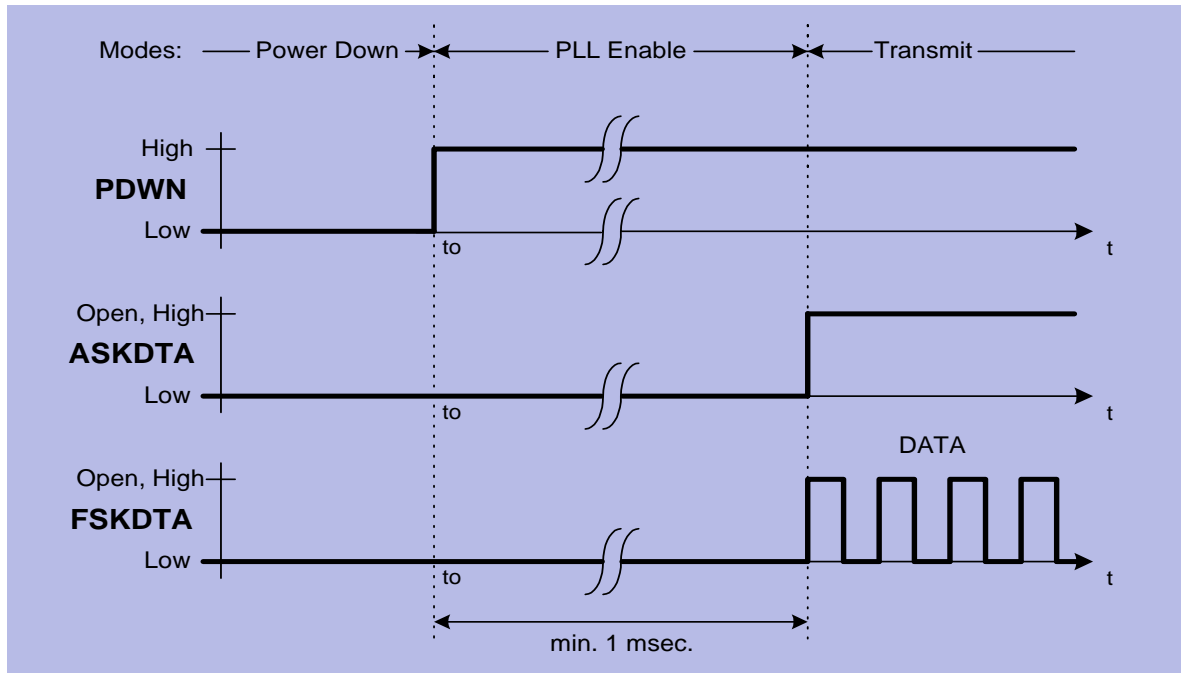 Modes: Power Down PLL Enable Transmit
High
PDWN
Low
to
t
Open, High
ASKDTA
Low
to
t
DATA
Open, High
FSKDTA
Low
to
t
min. 1 msec.